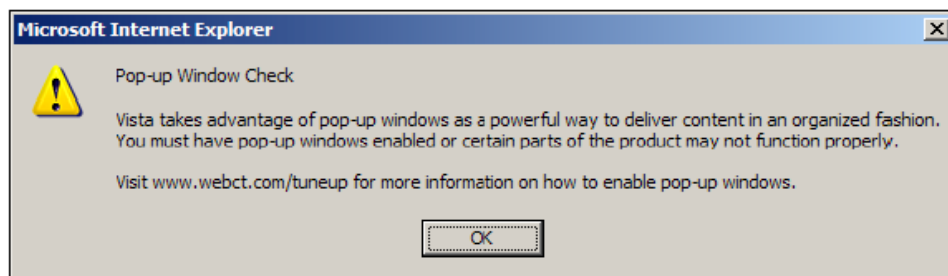 Microsoft Internet Explorer
Pop-up Window Check
Vista takes advantage of pop-up windows as a powerful way to deliver content in an organized fashion.
You must have pop-up windows enabled or certain parts of the product may not function properly.
Visit www.webct.com/tuneup for more information on how to enable pop-up windows.
OK